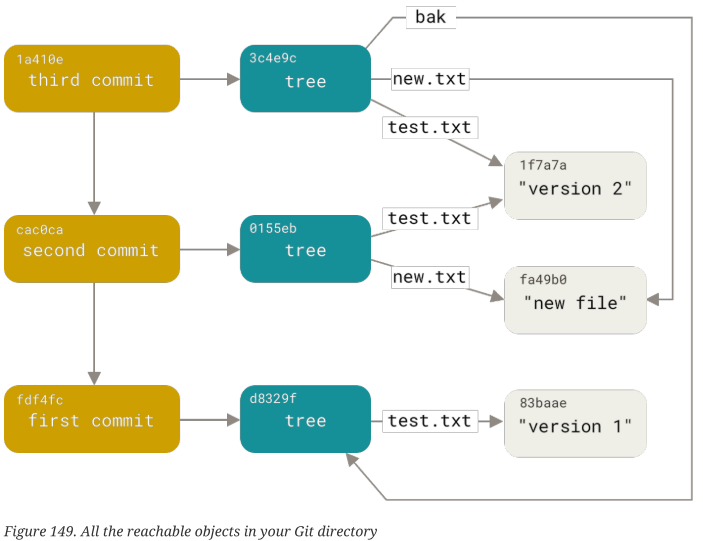 bak
1a410e
third commit
3c4e9c
tree
new.txt
test.txt
1f7a7a
"version 2"
cac0ca
second commit
0155eb
tree
test.txt
new.txt
fa49b0
"new file"
fdf4fc
first commit
d8329f
tree
test.txt
83baae
"version 1"
Figure 149. All the reachable objects in your Git directory